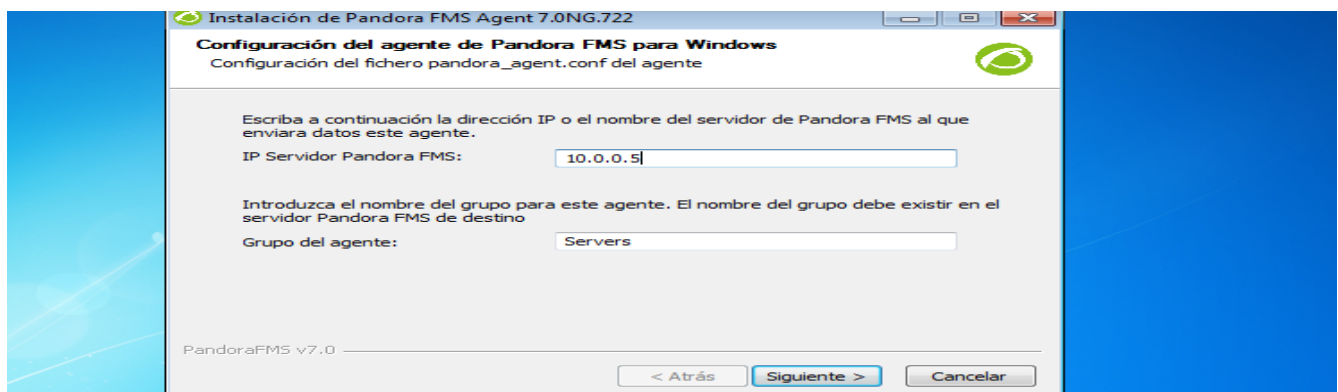 Instalación de Pandora FMS Agent 7.0NG.722
Configuración del agente de Pandora FMS para Windows
Configuración del fichero pandora_agent.conf del agente
Escriba a continuación la dirección IP o el nombre del servidor de Pandora FMS al que
enviara datos este agente.
IP Servidor Pandora FMS: 10.0.0.5
Introduzca el nombre del grupo para este agente. El nombre del grupo debe existir en el
servidor Pandora FMS de destino
Grupo del agente: Servers
PandoraFMS v7.0
< Atrás Siguiente > Cancelar